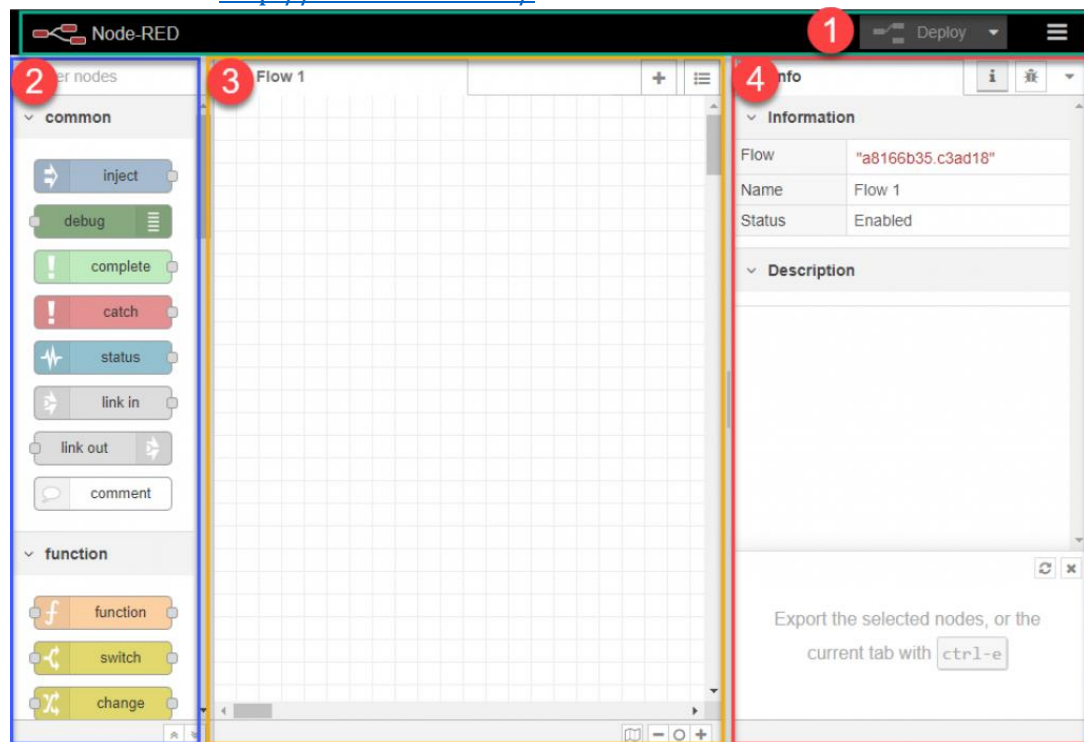 Node-RED
1
Deploy
2
er nodes
3
Flow 1
4
nfo
i
common
inject
debug
complete
catch
status
link in
link out
comment
function
function
switch
change
Information
Flow
"a8166b35.c3ad18"
Name
Flow 1
Status
Enabled
Description
Export the selected nodes, or the
current tab with ctrl-e